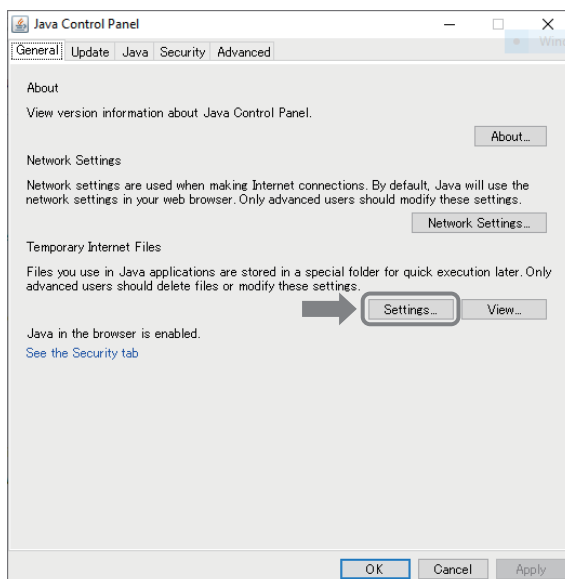 Java Control Panel
General Update Java Security Advanced
Win
About
View version information about Java Control Panel.
About...
Network Settings
Network settings are used when making Internet connections. By default, Java will use the
network settings in your web browser. Only advanced users should modify these settings.
Network Settings...
Temporary Internet Files
Files you use in Java applications are stored in a special folder for quick execution later. Only
advanced users should delete files or modify these settings.
Settings... View...
Java in the browser is enabled.
See the Security tab
OK Cancel Apply